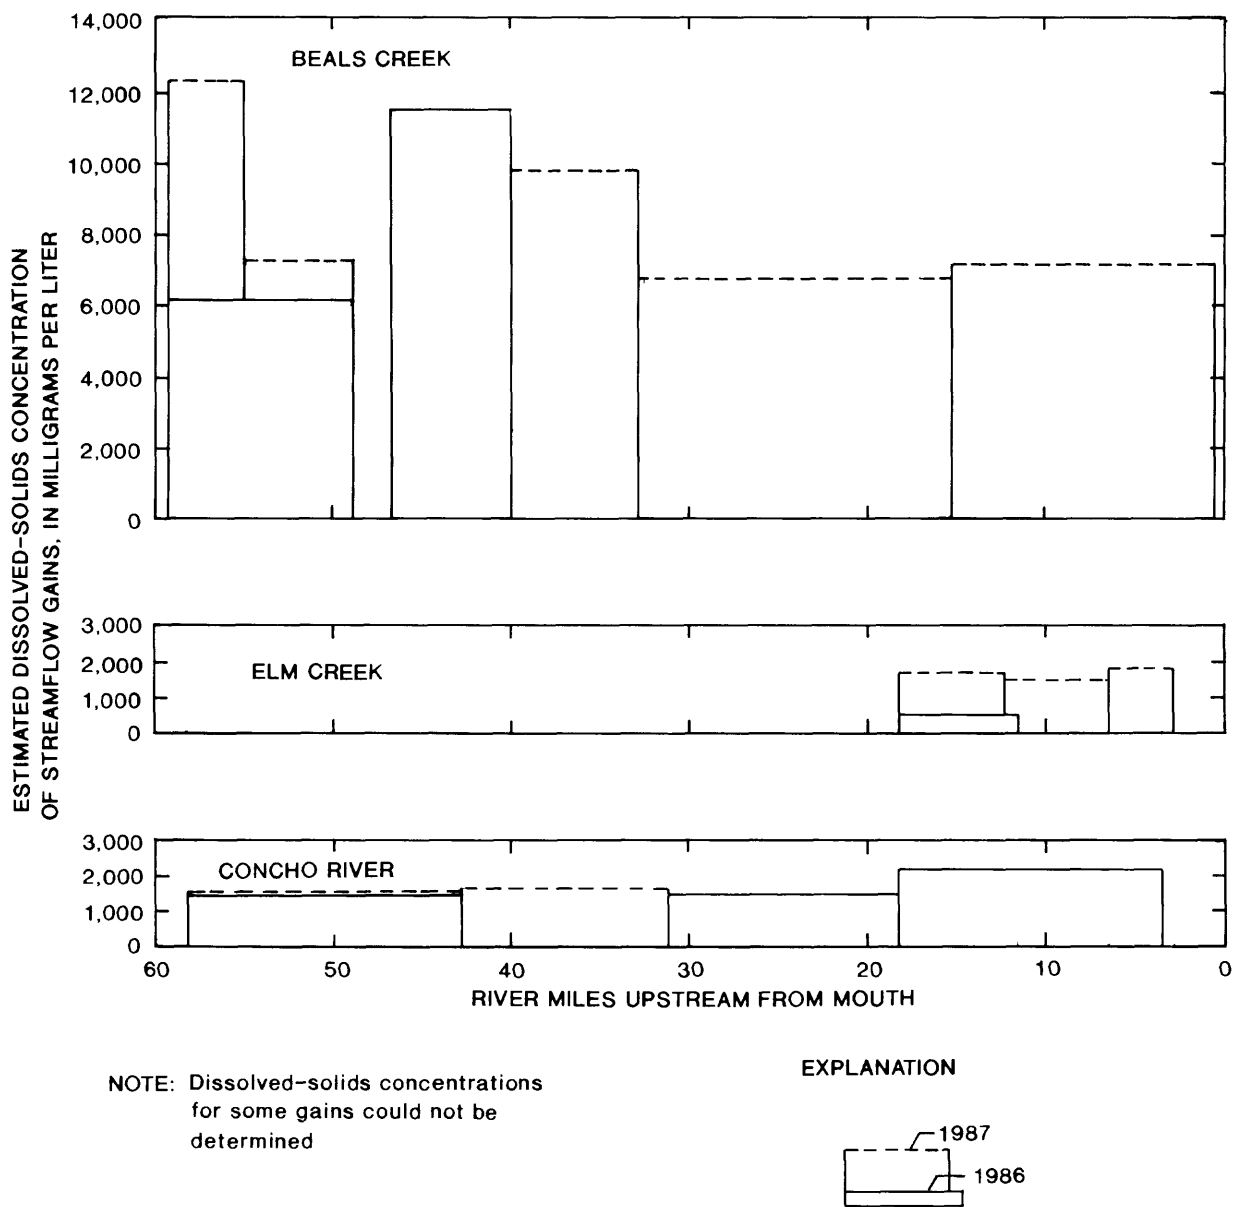 ESTIMATED DISSOLVED-SOLIDS CONCENTRATION
OF STREAMFLOW GAINS, IN MILLIGRAMS PER LITER
14,000
12,000
10,000
8,000
6,000
4,000
2,000
0
BEALS CREEK
3,000
2,000
1,000
0
ELM CREEK
3,000
2,000
1,000
0
CONCHO RIVER
60 50 40 30 20 10 0
RIVER MILES UPSTREAM FROM MOUTH
NOTE: Dissolved-solids concentrations
for some gains could not be
determined
EXPLANATION
1987
1986